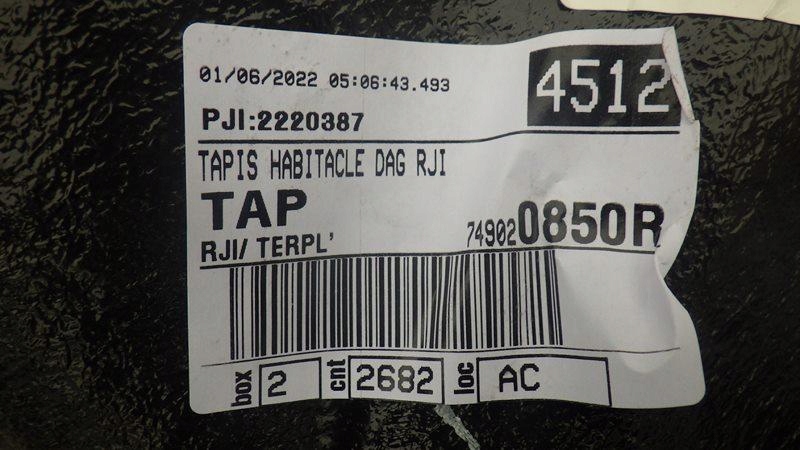 01/06/2022 05:06:43.493
4512
PJI:2220387
TAPIS HABITACLE DAG RJI
TAP
749020850R
RJI/ TERPL'
box 2 cnt 2682 loc AC